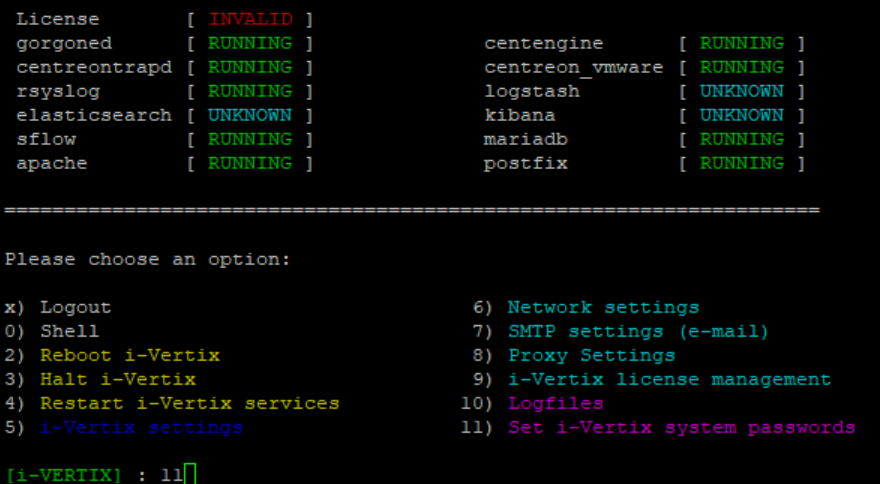 License [ INVALID ]
gorgoned [ RUNNING ] centengine [ RUNNING ]
centreontrapd [ RUNNING ] centreon_vmware [ RUNNING ]
rsyslog [ RUNNING ] logstash [ UNKNOWN ]
elasticsearch [ UNKNOWN ] kibana [ UNKNOWN ]
sflow [ RUNNING ] mariadb [ RUNNING ]
apache [ RUNNING ] postfix [ RUNNING ]
====================================================================
Please choose an option:
x) Logout 6) Network settings
0) Shell 7) SMTP settings (e-mail)
2) Reboot i-Vertix 8) Proxy Settings
3) Halt i-Vertix 9) i-Vertix license management
4) Restart i-Vertix services 10) Logfiles
5) i-Vertix settings 11) Set i-Vertix system passwords
[i-VERTIX] : 11